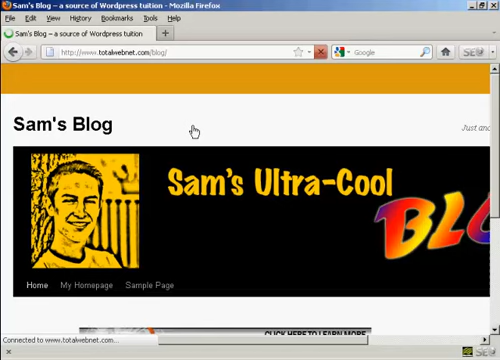 Sam's Blog – a source of Wordpress tuition - Mozilla Firefox
File Edit View History Bookmarks Tools Help
Sam's Blog – a source of Wordpress tuition
http://www.totalwebnet.com/blog/
Google
Sam's Blog
Just an
Sam's Ultra-Cool
BLO
Home My Homepage Sample Page
CLICK HERE TO LEARN MORE
Connected to www.totalwebnet.com...